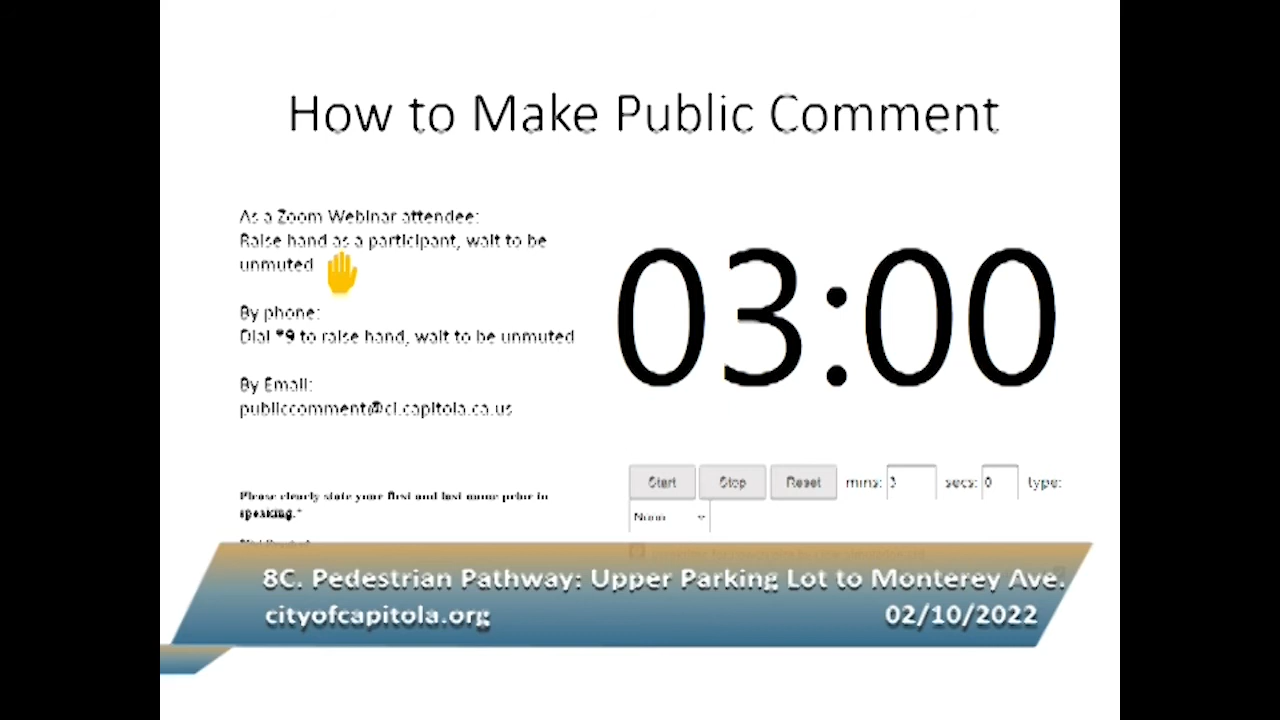 How to Make Public Comment
As a Zoom Webinar attendee:
Raise hand as a participant, wait to be
unmuted
By phone:
Dial *9 to raise hand, wait to be unmuted
By Email:
publiccomment@ci.capitola.ca.us
Please clearly state your first and last name prior to
speaking.*
03:00
Start Stop Reset mins: 3 secs: 0 type:
None
8C. Pedestrian Pathway: Upper Parking Lot to Monterey Ave.
cityofcapitola.org
02/10/2022